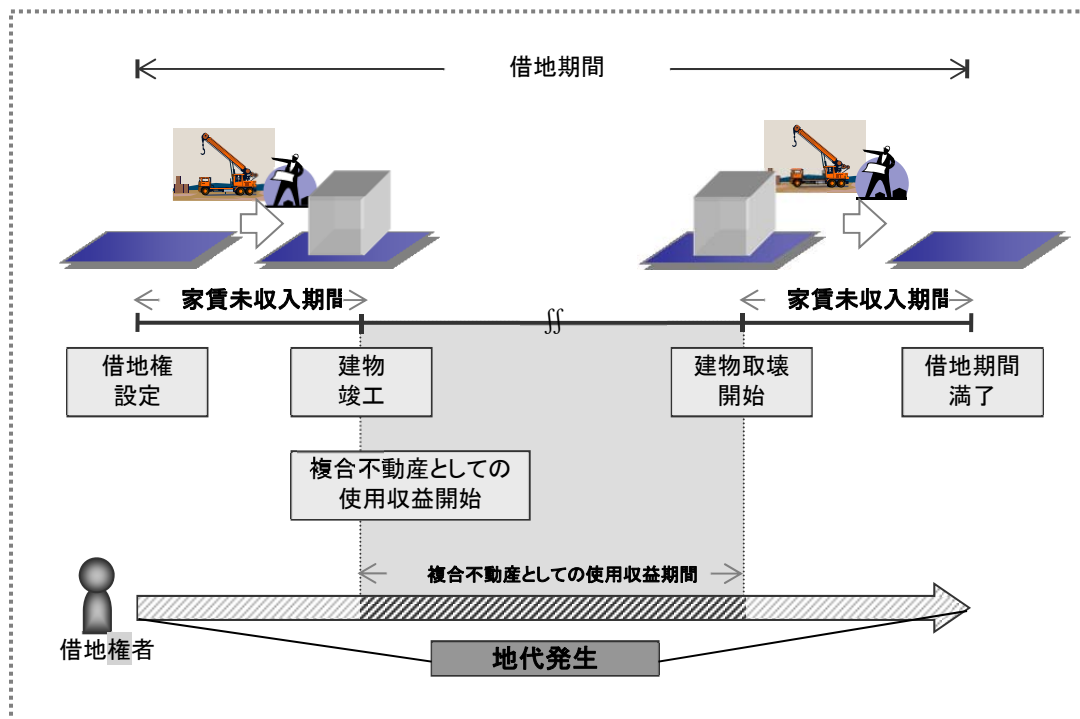 借地期間
家賃未収入期間
家賃未収入期間
借地権
設定
建物
竣工
建物取壊
開始
借地期間
満了
複合不動産としての
使用収益開始
複合不動産としての使用収益期間
借地権者
地代発生